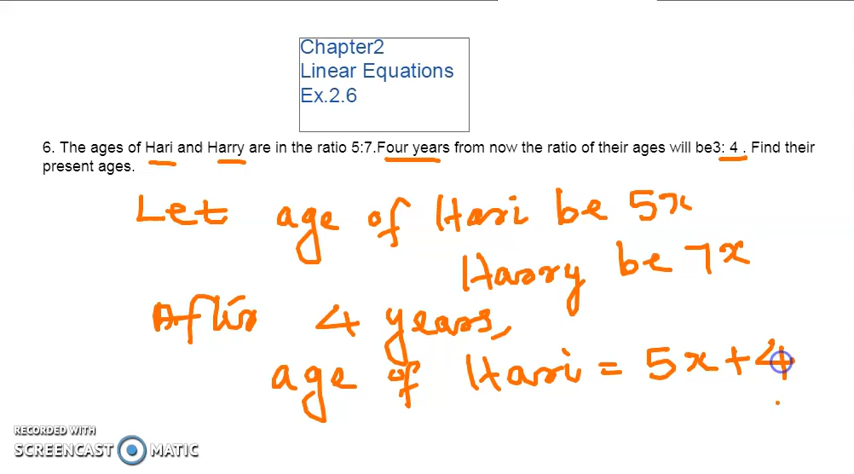 Chapter2
Linear Equations
Ex.2.6
6. The ages of Hari and Harry are in the ratio 5:7.Four years from now the ratio of their ages will be3: 4 . Find their
present ages.
Let age of Hari be 5x
Harry be 7x
After 4 years,
age of Hari = 5x+4
RECORDED WITH
SCREENCAST MATIC